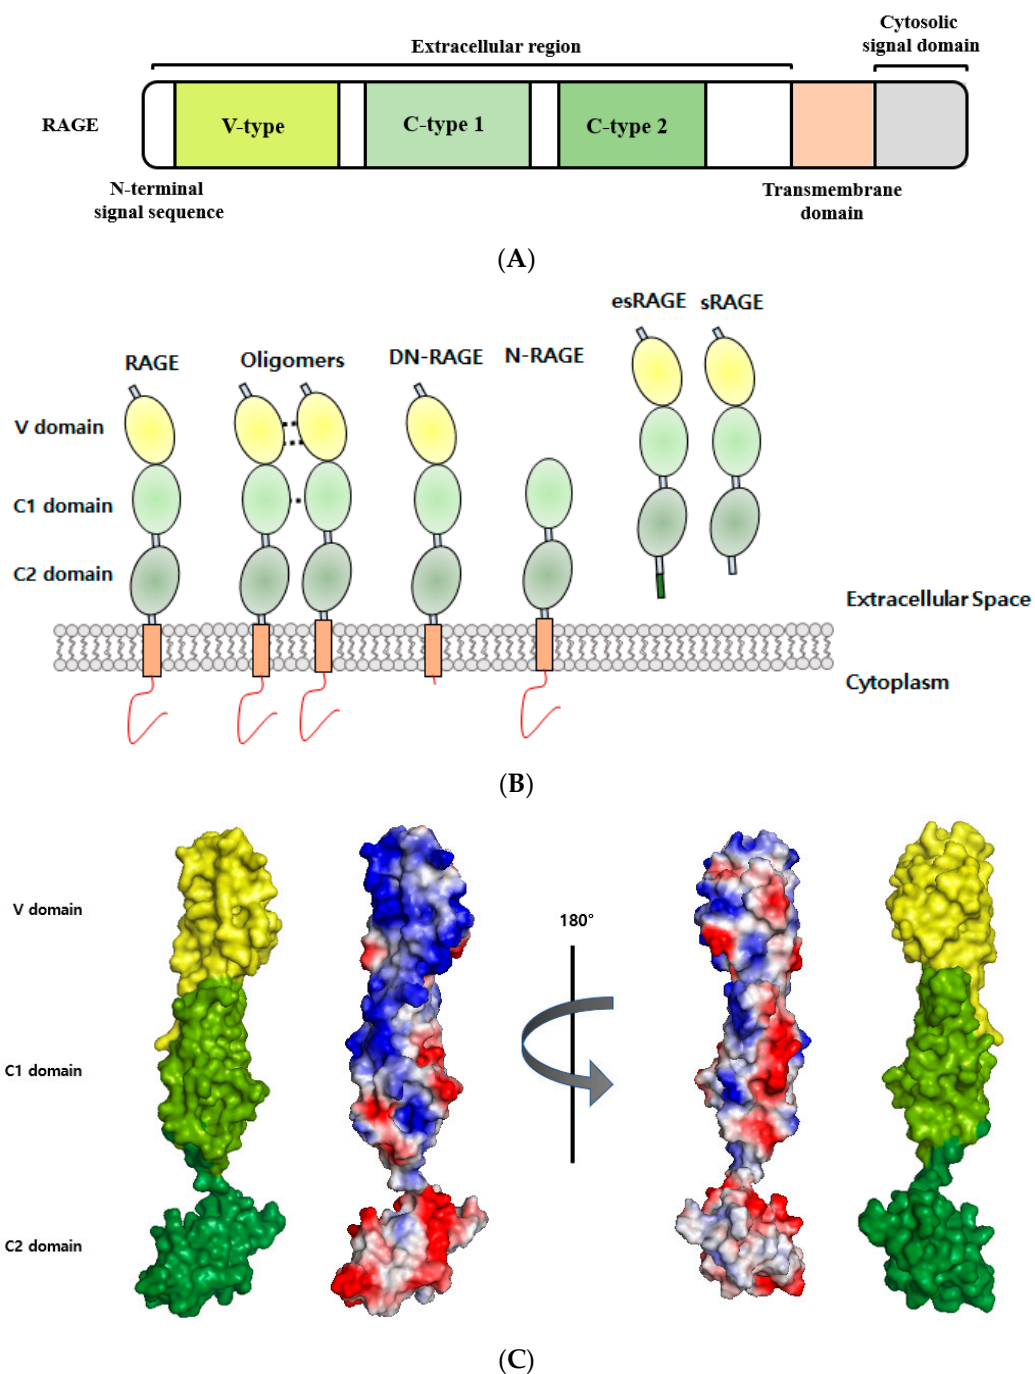 Cytosolic
signal domain
Extracellular region
RAGE
V-type
C-type 1
C-type 2
N-terminal
signal sequence
Transmembrane
domain
(A)
esRAGE sRAGE
RAGE Oligomers DN-RAGE N-RAGE
V domain
C1 domain
C2 domain
Extracellular Space
Cytoplasm
(B)
V domain
180°
C1 domain
C2 domain
(C)